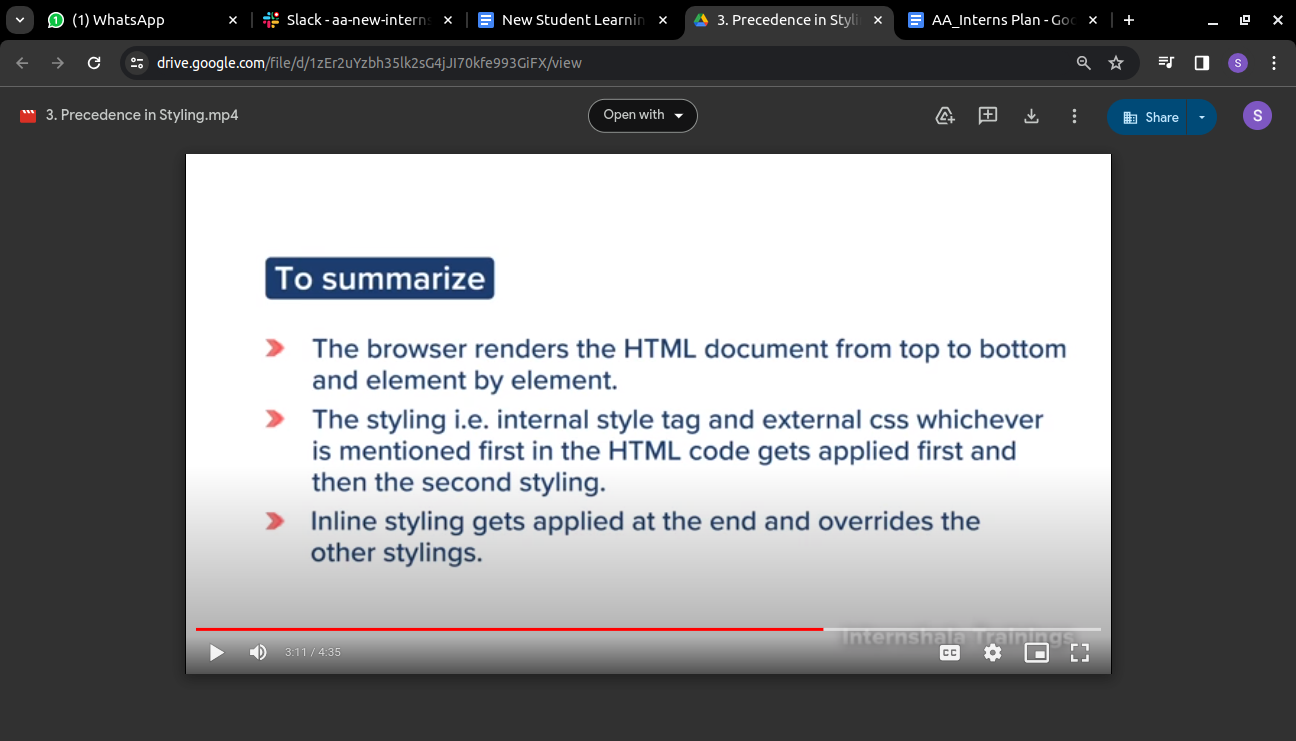 (1) WhatsApp
Slack - aa-new-interns
New Student Learnin
3. Precedence in Styli
AA_Interns Plan - Goo
drive.google.com/file/d/1zEr2uYzbh35lk2sG4jJI70kfe993GiFX/view
S
3. Precedence in Styling.mp4
Open with
Share
S
To summarize
The browser renders the HTML document from top to bottom
and element by element.
The styling i.e. internal style tag and external css whichever
is mentioned first in the HTML code gets applied first and
then the second styling.
Inline styling gets applied at the end and overrides the
other stylings.
Internshala Trainings
3:11 / 4:35
CC